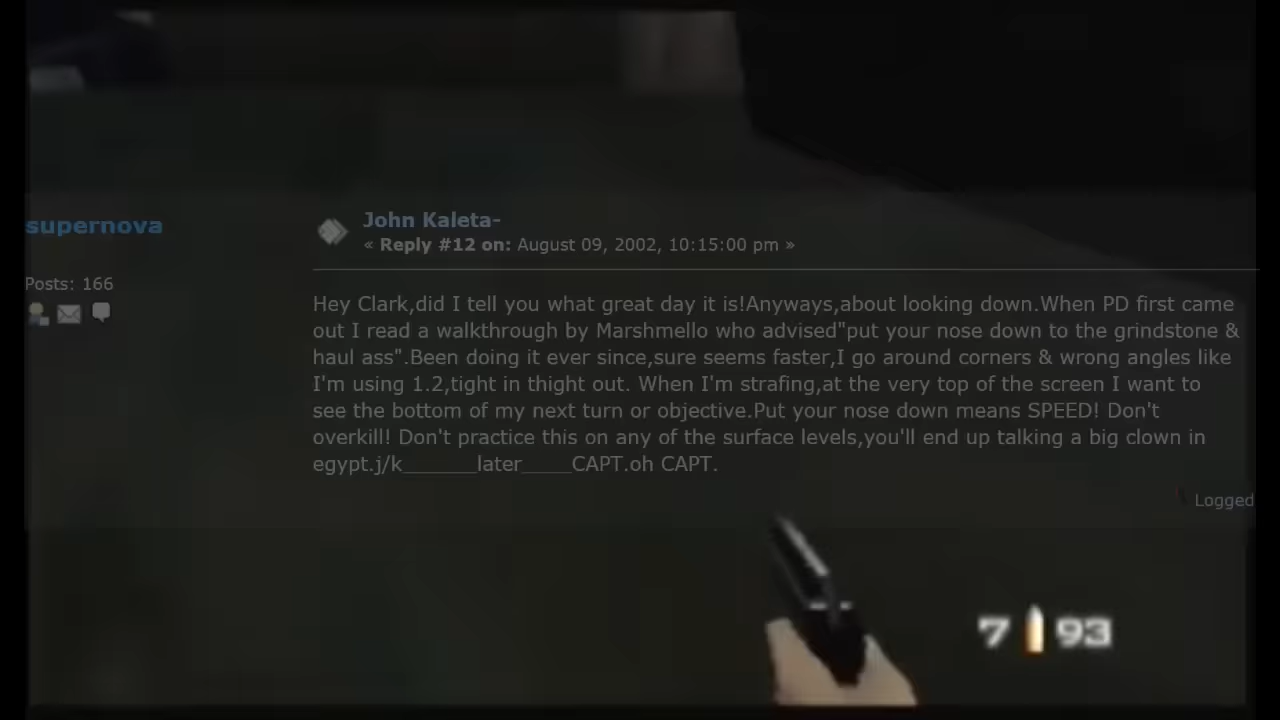 supernova
John Kaleta-
« Reply #12 on: August 09, 2002, 10:15:00 pm »
Posts: 166
Hey Clark,did I tell you what great day it is!Anyways,about looking down.When PD first came
out I read a walkthrough by Marshmello who advised"put your nose down to the grindstone &
haul ass".Been doing it ever since,sure seems faster,I go around corners & wrong angles like
I'm using 1.2,tight in thight out. When I'm strafing,at the very top of the screen I want to
see the bottom of my next turn or objective.Put your nose down means SPEED! Don't
overkill! Don't practice this on any of the surface levels,you'll end up talking a big clown in
egypt.j/k_______later_____CAPT.oh CAPT.
Logged
7 93